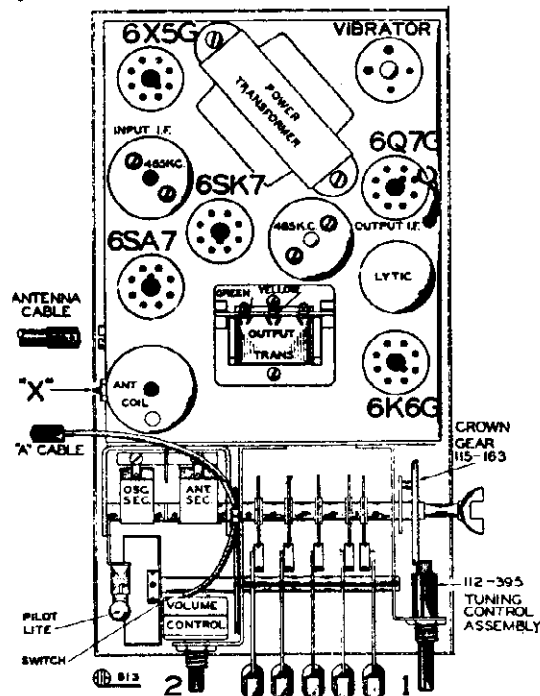 6X5G
VIBRATOR
POWER
TRANSFORMER
INPUT I.F.
465KC.
6Q7G
6SK7
465KC.
OUTPUT I.F.
6SA7
LYTIC
GREEN
YELLOW
OUTPUT
TRANS
ANTENNA
CABLE
"X"
ANT
COIL
6K6G
"A" CABLE
CROWN
GEAR
115-163
OSC.
SEC.
ANT.
SEC.
112-395
TUNING
CONTROL
ASSEMBLY
PILOT
LITE
VOLUME
CONTROL
SWITCH
813
2
1